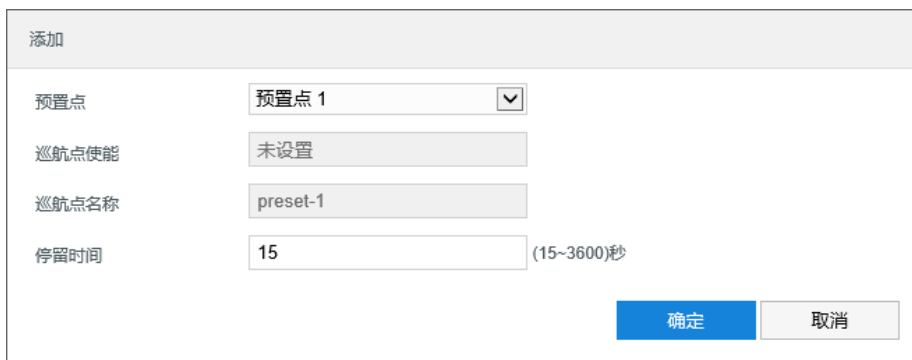 添加
预置点 预置点 1
巡航点使能 未设置
巡航点名称 preset-1
停留时间 15 (15~3600)秒
确定 取消